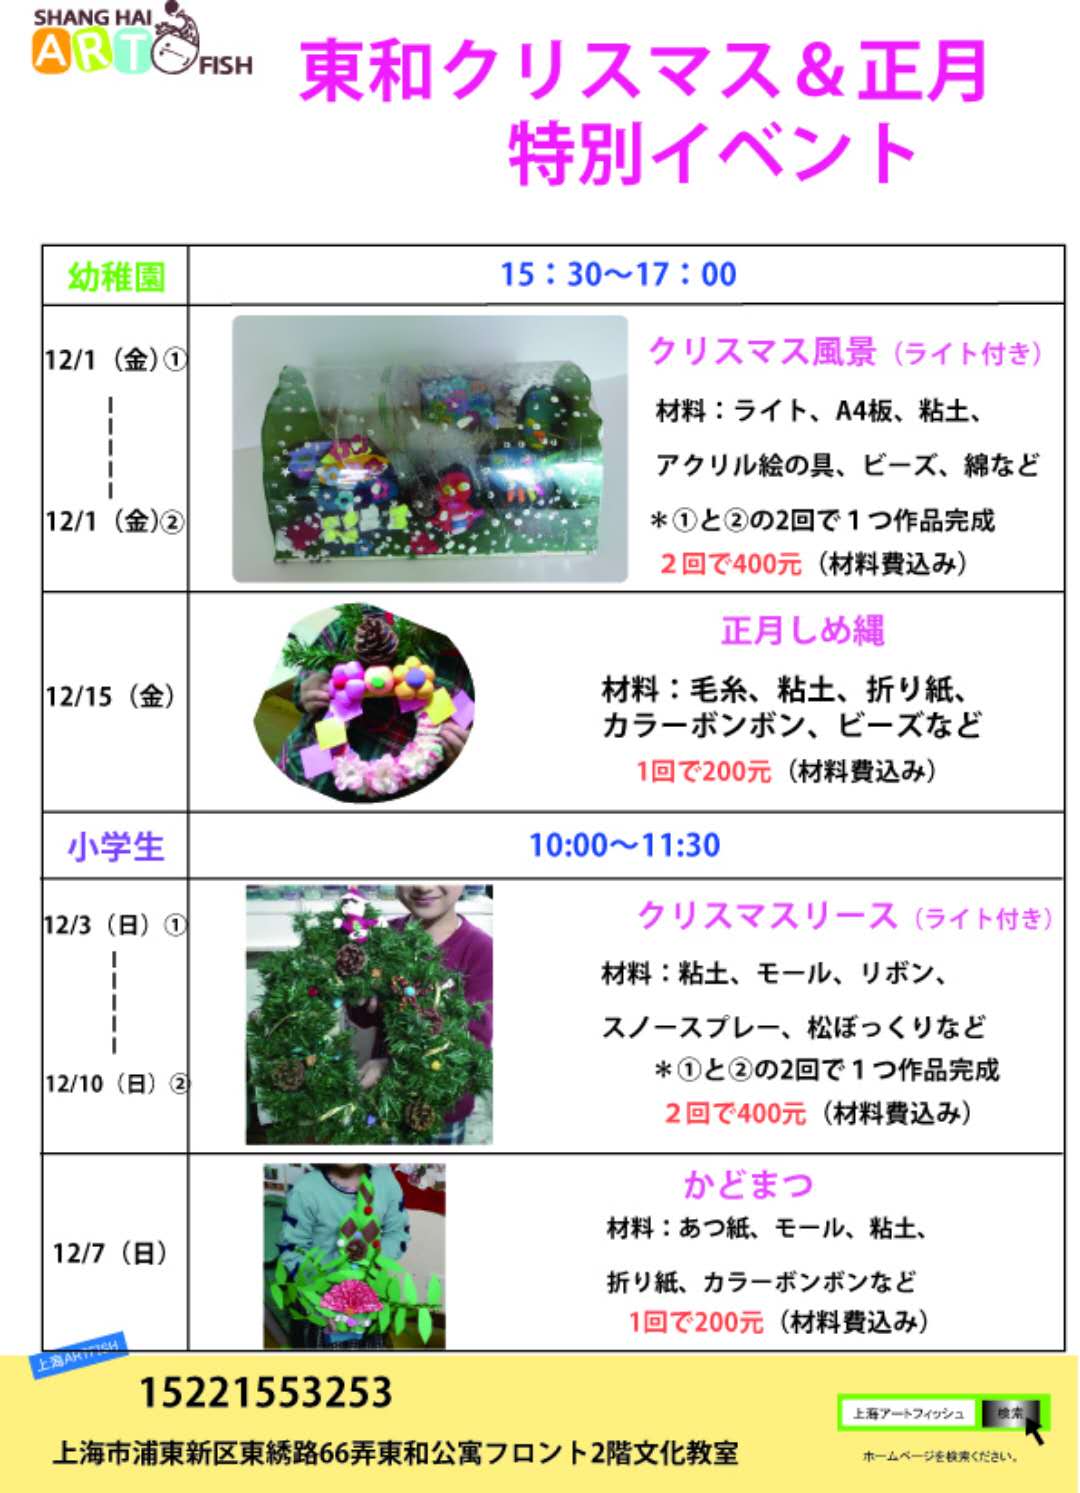 SHANG HAI
ART FISH
東和クリスマス＆正月
特別イベント
幼稚園
15：30～17：00
12/1（金）①
12/1（金）②
クリスマス風景（ライト付き）
材料：ライト、A4板、粘土、
アクリル絵の具、ビーズ、綿など
＊①と②の2回で１つ作品完成
２回で400元（材料費込み）
12/15（金）
正月しめ縄
材料：毛糸、粘土、折り紙、
カラーボンボン、ビーズなど
1回で200元（材料費込み）
小学生
10:00～11:30
12/3（日）①
12/10（日）②
クリスマスリース（ライト付き）
材料：粘土、モール、リボン、
スノースプレー、松ぼっくりなど
＊①と②の2回で１つ作品完成
２回で400元（材料費込み）
12/7（日）
かどまつ
材料：あつ紙、モール、粘土、
折り紙、カラーボンボンなど
1回で200元（材料費込み）
上海ARTFISH
15221553253
上海市浦東新区東綉路66弄東和公寓フロント2階文化教室
上海アートフィッシュ 検索
ホームページを検索ください。